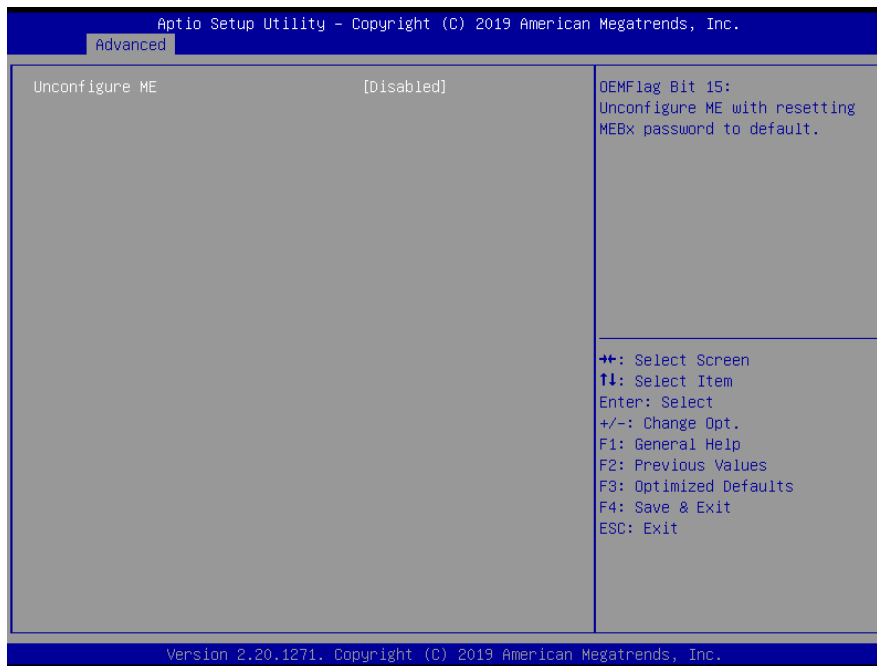 Aptio Setup Utility – Copyright (C) 2019 American Megatrends, Inc.
Advanced
Unconfigure ME [Disabled]
OEMFlag Bit 15:
Unconfigure ME with resetting
MEBx password to default.
→←: Select Screen
↑↓: Select Item
Enter: Select
+/-: Change Opt.
F1: General Help
F2: Previous Values
F3: Optimized Defaults
F4: Save & Exit
ESC: Exit
Version 2.20.1271. Copyright (C) 2019 American Megatrends, Inc.